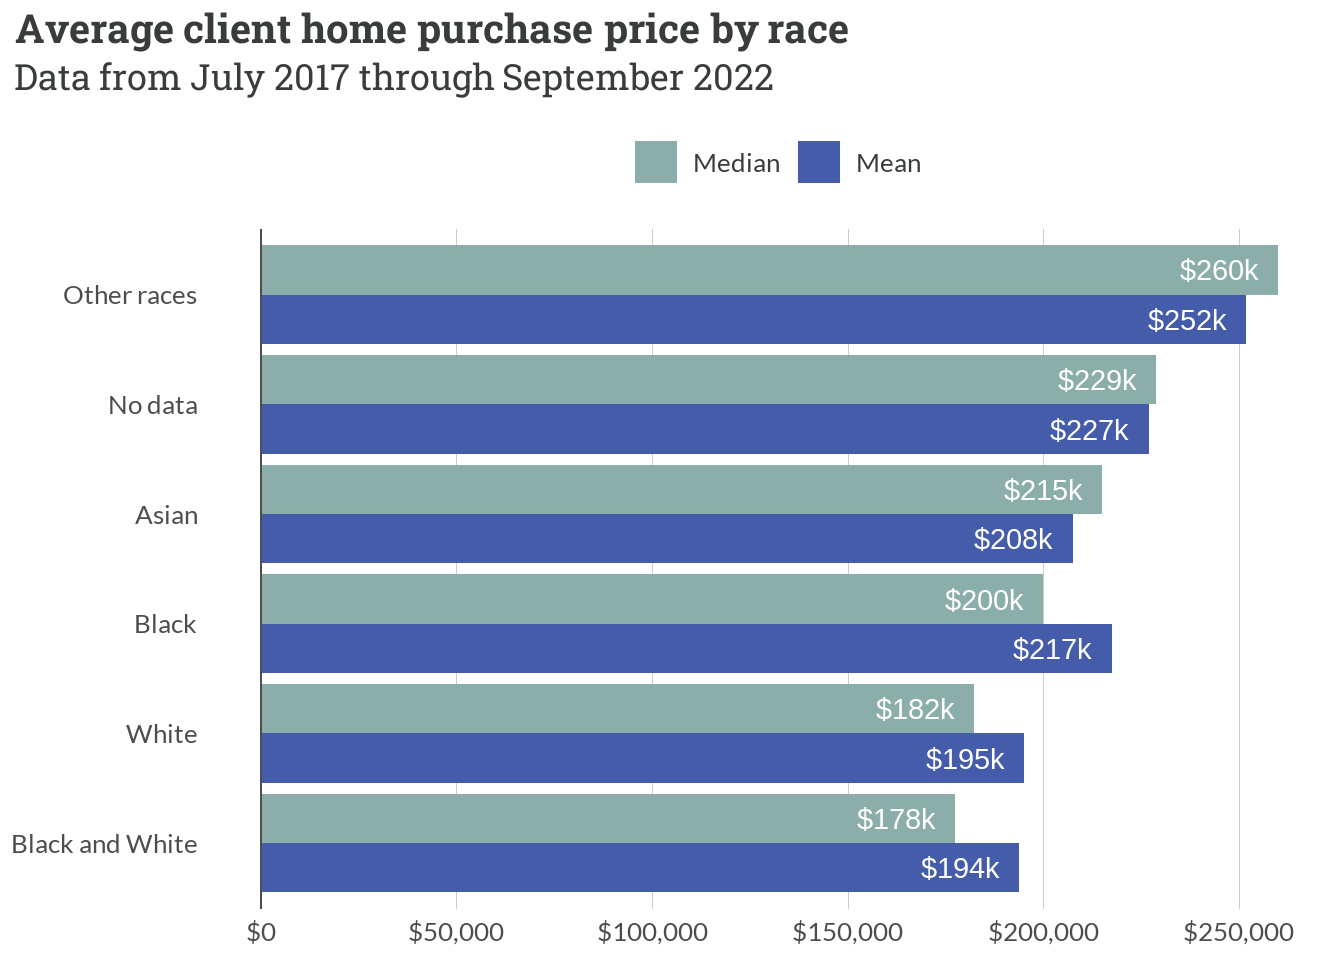 Average client home purchase price by race
Data from July 2017 through September 2022
Median Mean
Other races
$260k
$252k
No data
$229k
$227k
Asian
$215k
$208k
Black
$200k
$217k
White
$182k
$195k
Black and White
$178k
$194k
$0 $50,000 $100,000 $150,000 $200,000 $250,000